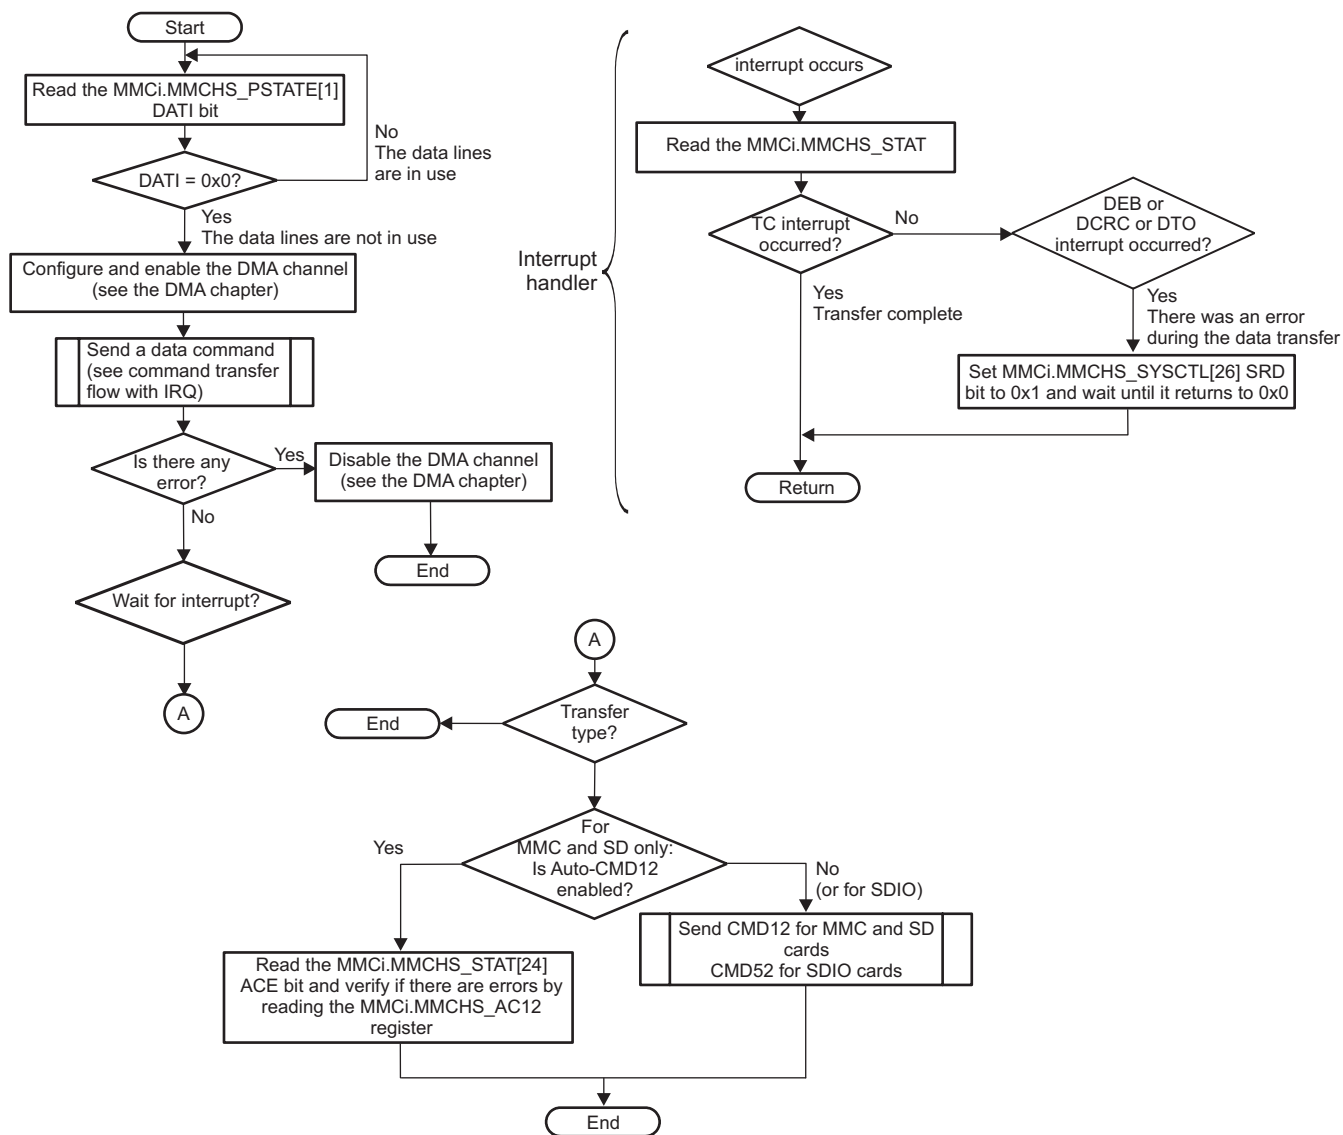 Start
Read the MMCi.MMCHS_PSTATE[1]
DATI bit
No
The data lines
are in use
DATI = 0x0?
Yes
The data lines are not in use
Configure and enable the DMA channel
(see the DMA chapter)
Send a data command
(see command transfer
flow with IRQ)
Is there any
error?
Yes
Disable the DMA channel
(see the DMA chapter)
No
End
Wait for interrupt?
A
Interrupt
handler
interrupt occurs
Read the MMCi.MMCHS_STAT
TC interrupt
occurred?
No
DEB or
DCRC or DTO
interrupt occurred?
Yes
Transfer complete
Yes
There was an error
during the data transfer
Set MMCi.MMCHS_SYSCTL[26] SRD
bit to 0x1 and wait until it returns to 0x0
Return
A
Transfer
type?
End
For
MMC and SD only:
Is Auto-CMD12
enabled?
Yes
No
(or for SDIO)
Read the MMCi.MMCHS_STAT[24]
ACE bit and verify if there are errors by
reading the MMCi.MMCHS_AC12
register
Send CMD12 for MMC and SD
cards
CMD52 for SDIO cards
End